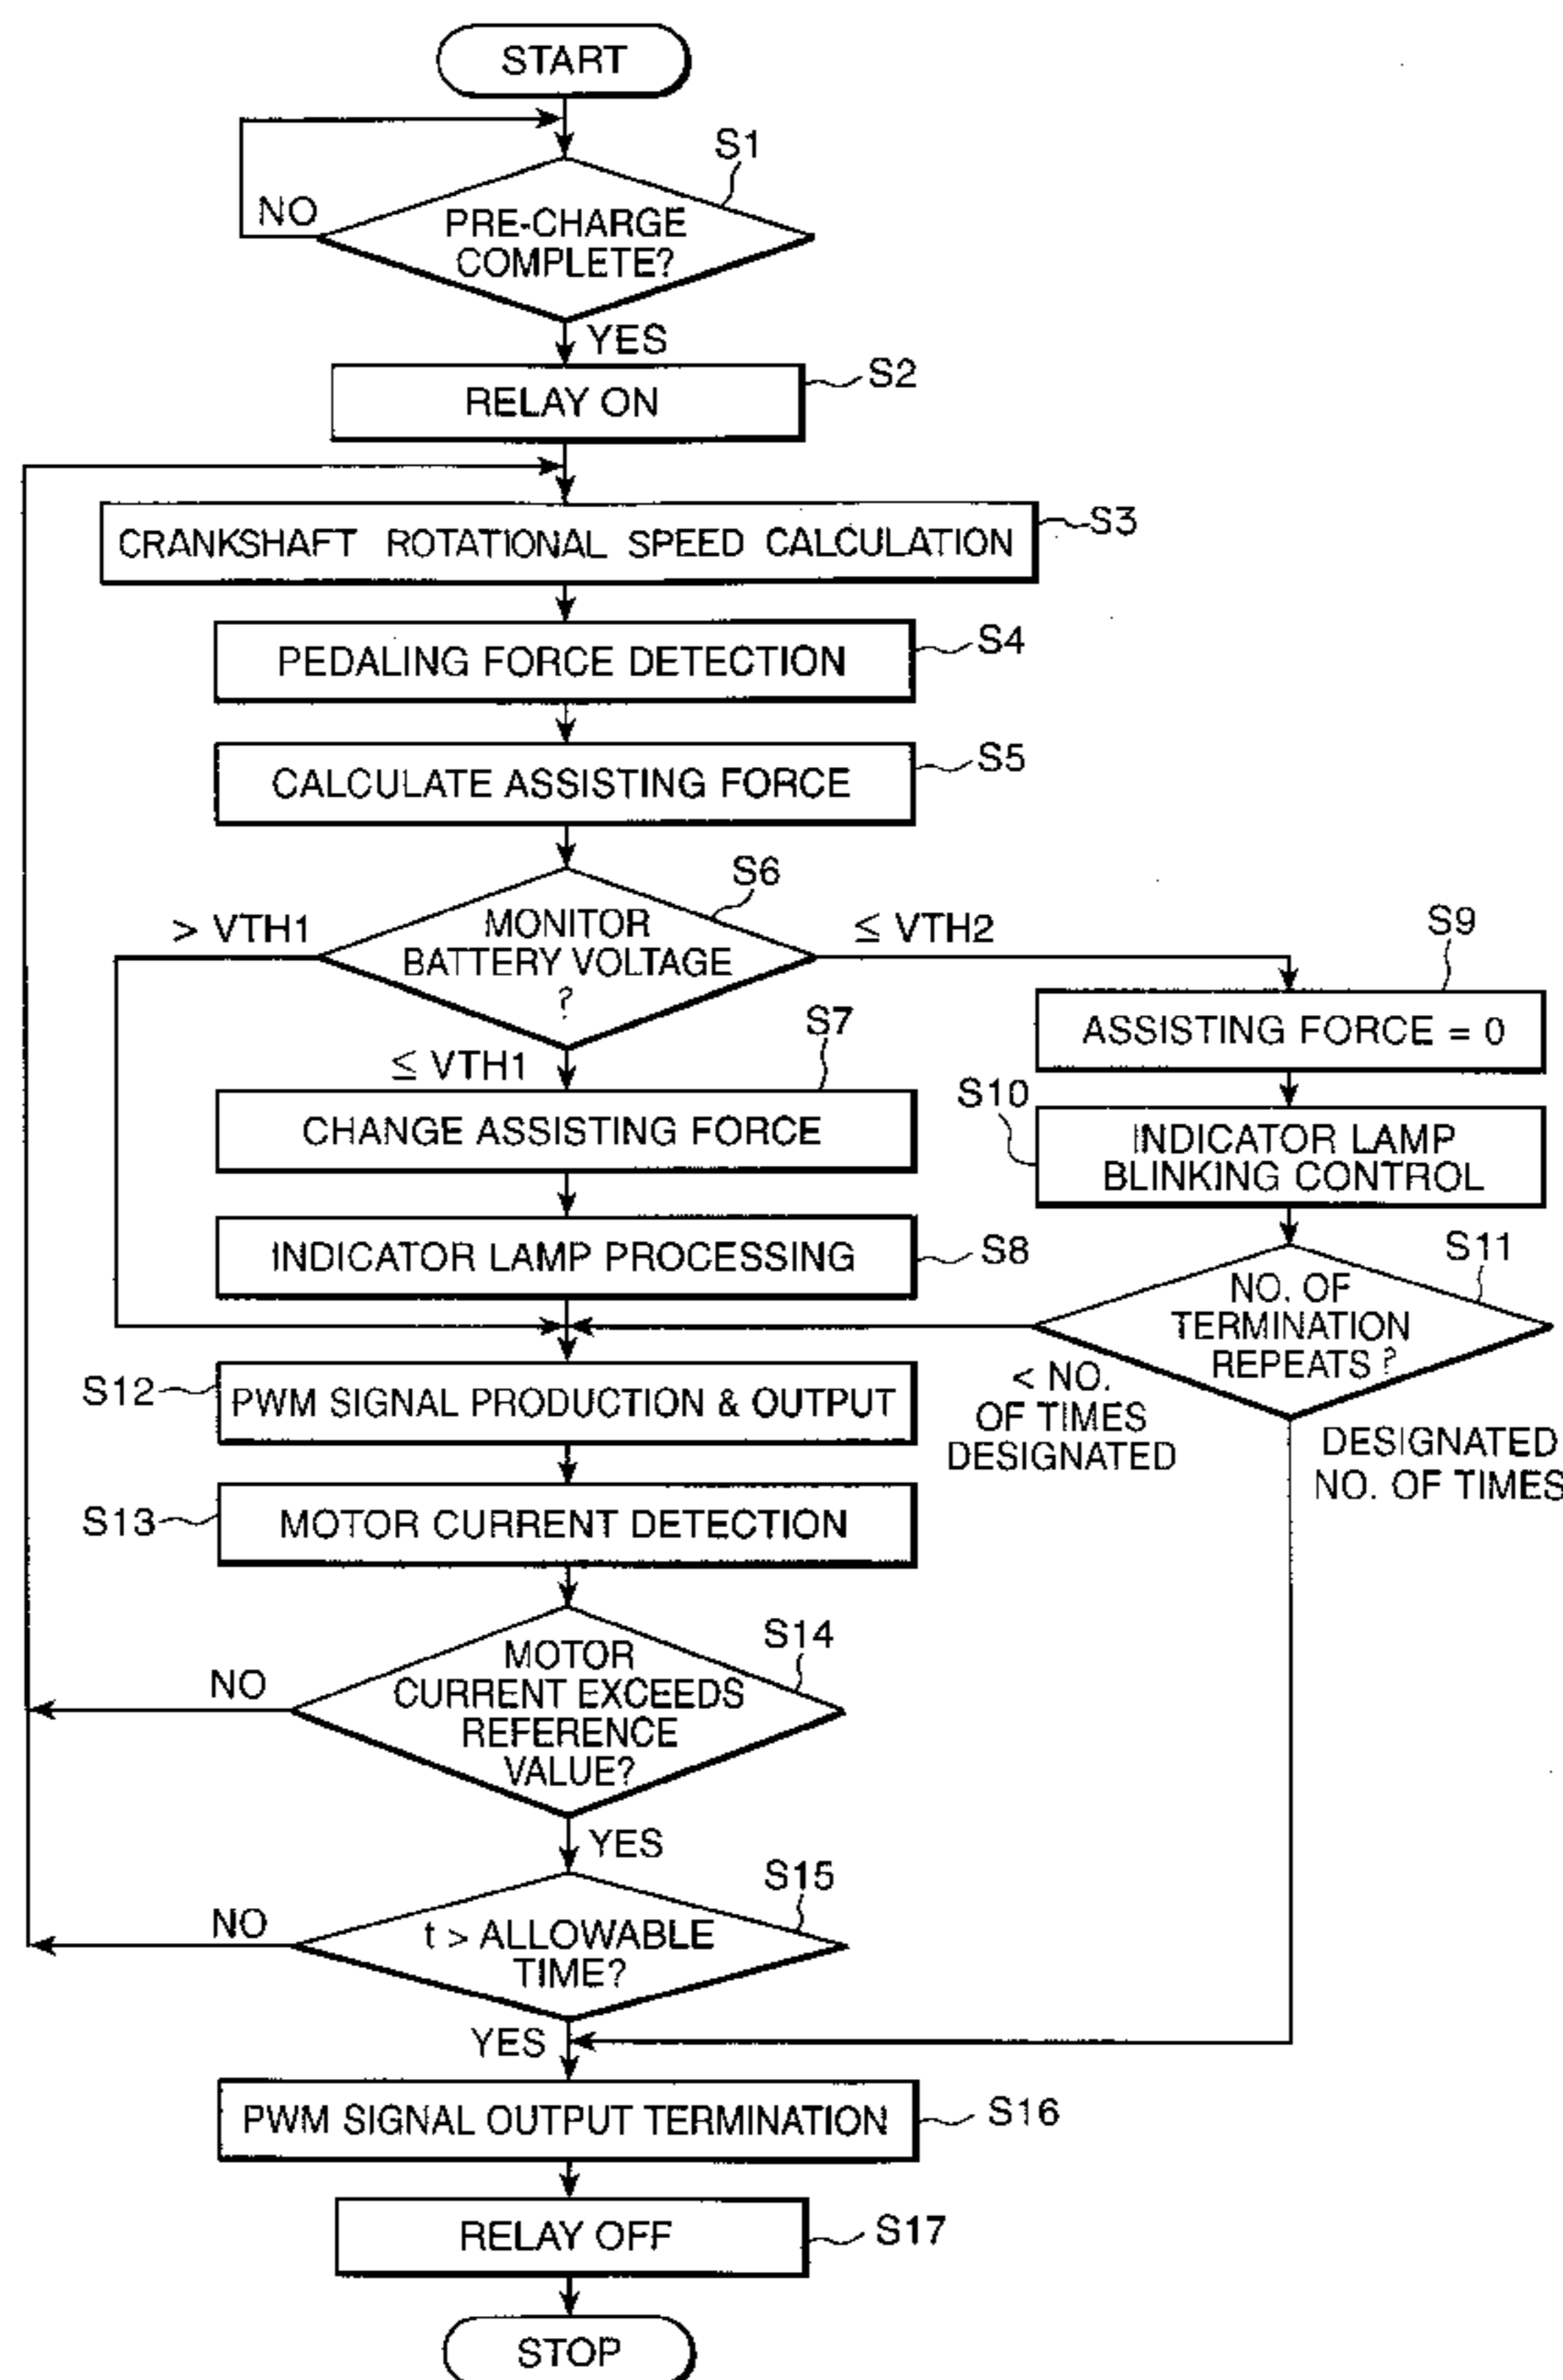 START
S1
NO
PRE-CHARGE
COMPLETE?
YES
S2
RELAY ON
S3
CRANKSHAFT ROTATIONAL SPEED CALCULATION
S4
PEDALING FORCE DETECTION
S5
CALCULATE ASSISTING FORCE
S6
> VTH1
MONITOR
BATTERY VOLTAGE
?
≤ VTH2
S9
ASSISTING FORCE = 0
≤ VTH1
S7
CHANGE ASSISTING FORCE
S10
INDICATOR LAMP
BLINKING CONTROL
INDICATOR LAMP PROCESSING
S8
S11
NO. OF
TERMINATION
REPEATS ?
< NO.
OF TIMES
DESIGNATED
DESIGNATED
NO. OF TIMES
S12
PWM SIGNAL PRODUCTION & OUTPUT
S13
MOTOR CURRENT DETECTION
S14
NO
MOTOR
CURRENT EXCEEDS
REFERENCE
VALUE?
YES
S15
NO
t > ALLOWABLE
TIME?
YES
PWM SIGNAL OUTPUT TERMINATION
S16
RELAY OFF
S17
STOP